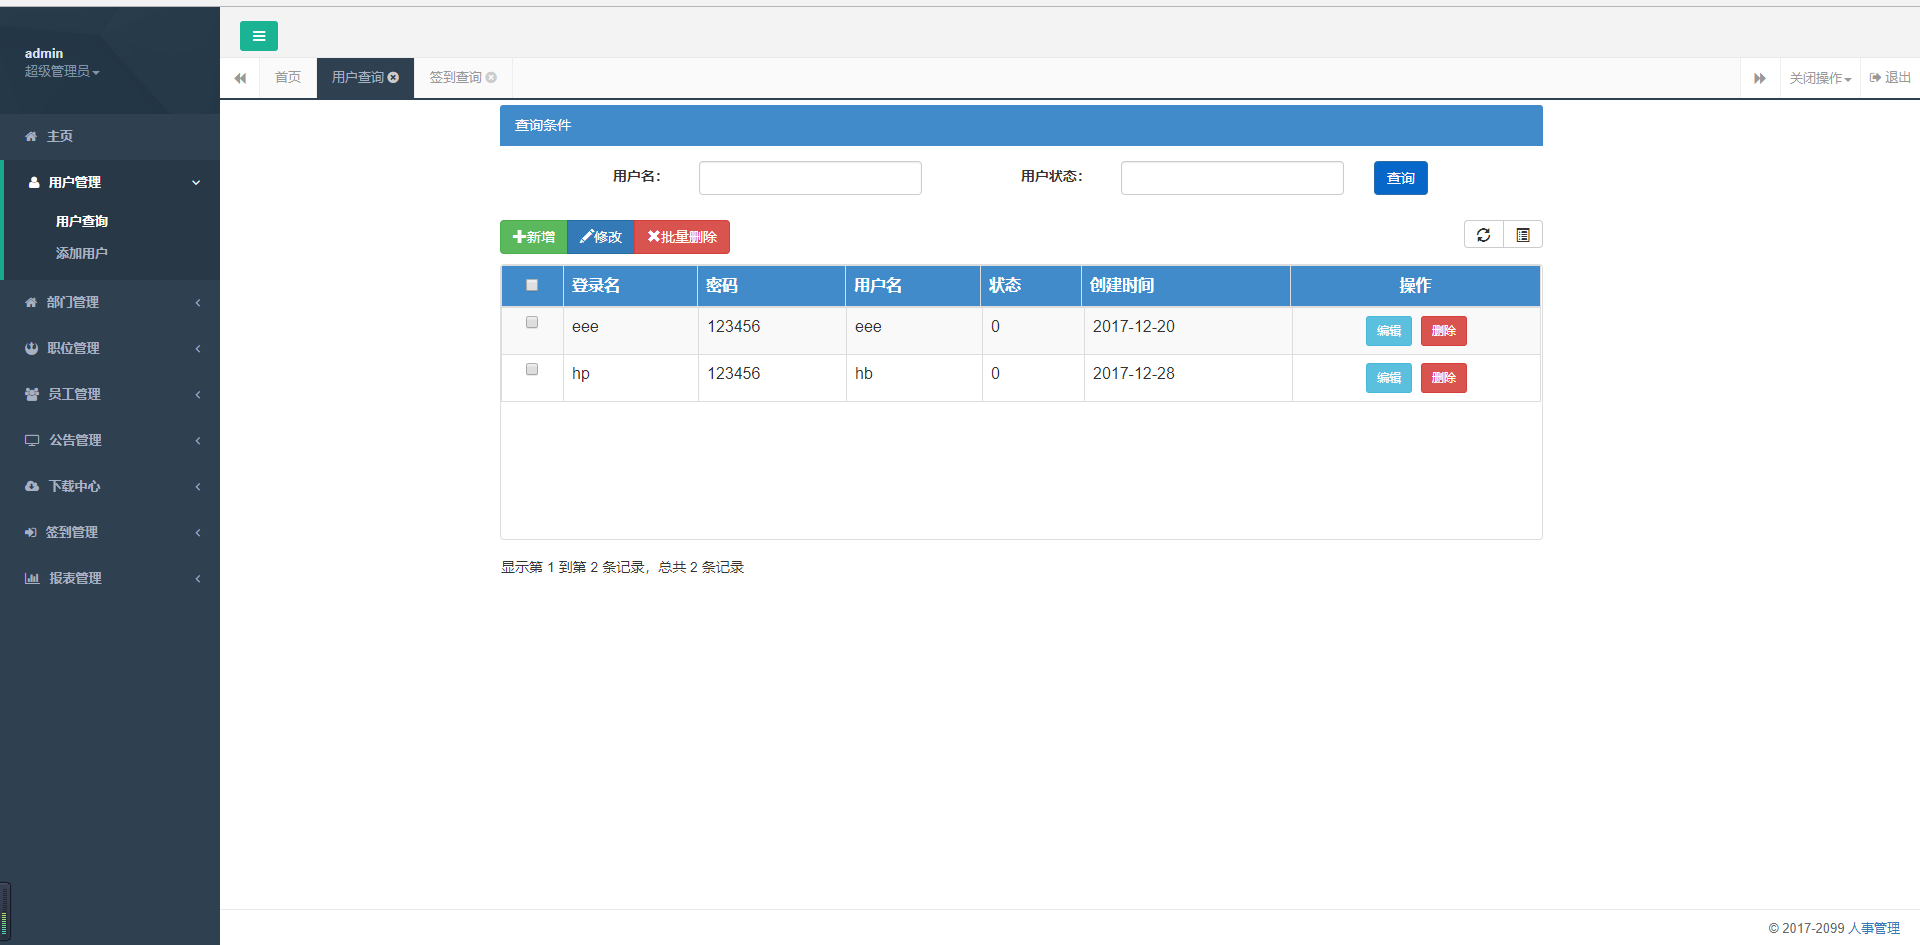 admin
超级管理员
主页
用户管理
用户查询
添加用户
部门管理
职位管理
员工管理
公告管理
下载中心
签到管理
报表管理
首页 用户查询 签到查询 关闭操作 退出
查询条件
用户名： 用户状态： 查询
新增 修改 批量删除
登录名 密码 用户名 状态 创建时间 操作
eee 123456 eee 0 2017-12-20 编辑 删除
hp 123456 hb 0 2017-12-28 编辑 删除
显示第 1 到第 2 条记录，总共 2 条记录
© 2017-2099 人事管理